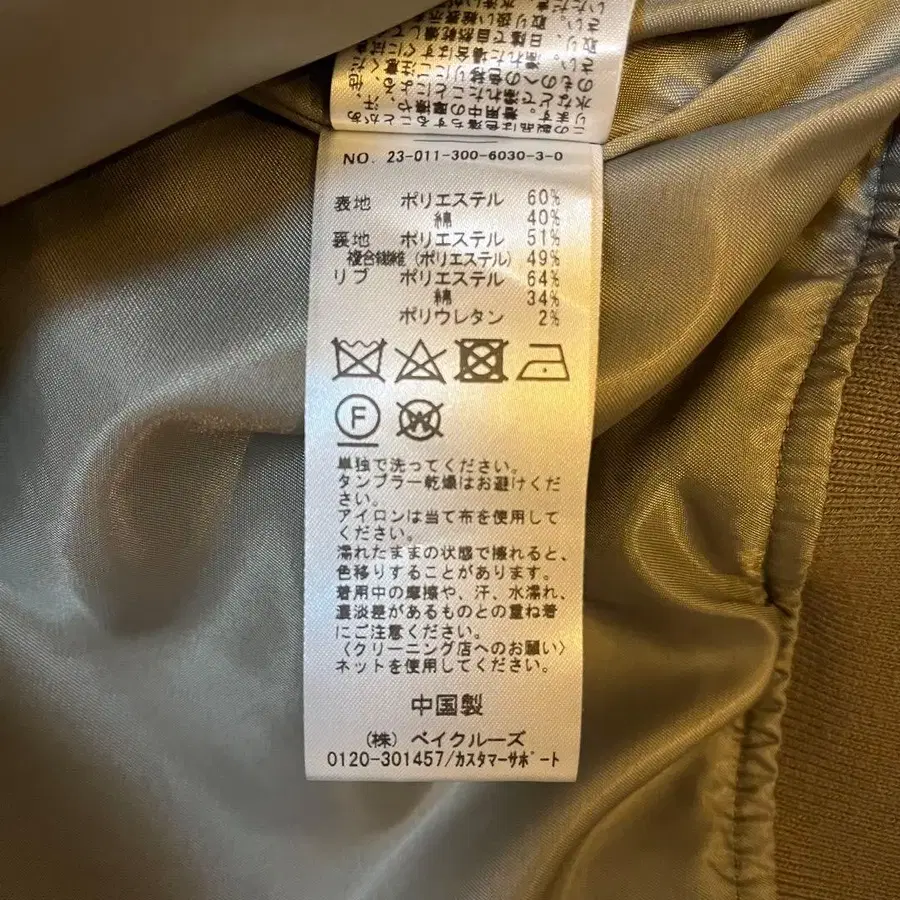 NO. 23-011-300-6030-3-0
表地 ポリエステル 60%
綿 40%
裏地 ポリエステル 51%
複合繊維(ポリエステル) 49%
リブ ポリエステル 64%
綿 34%
ポリウレタン 2%
F
W
単独で洗ってください。
タンブラー乾燥はお避けくだ
さい。
アイロンは当て布を使用して
ください。
濡れたままの状態で擦れると、
色移りすることがあります。
着用中の摩擦や、汗、水濡れ、
濃淡差があるものとの重ね着
にご注意ください。
〈クリーニング店へのお願い〉
ネットを使用してください。
中国製
(株) ベイクルーズ
0120-301457/カスタマーサポート